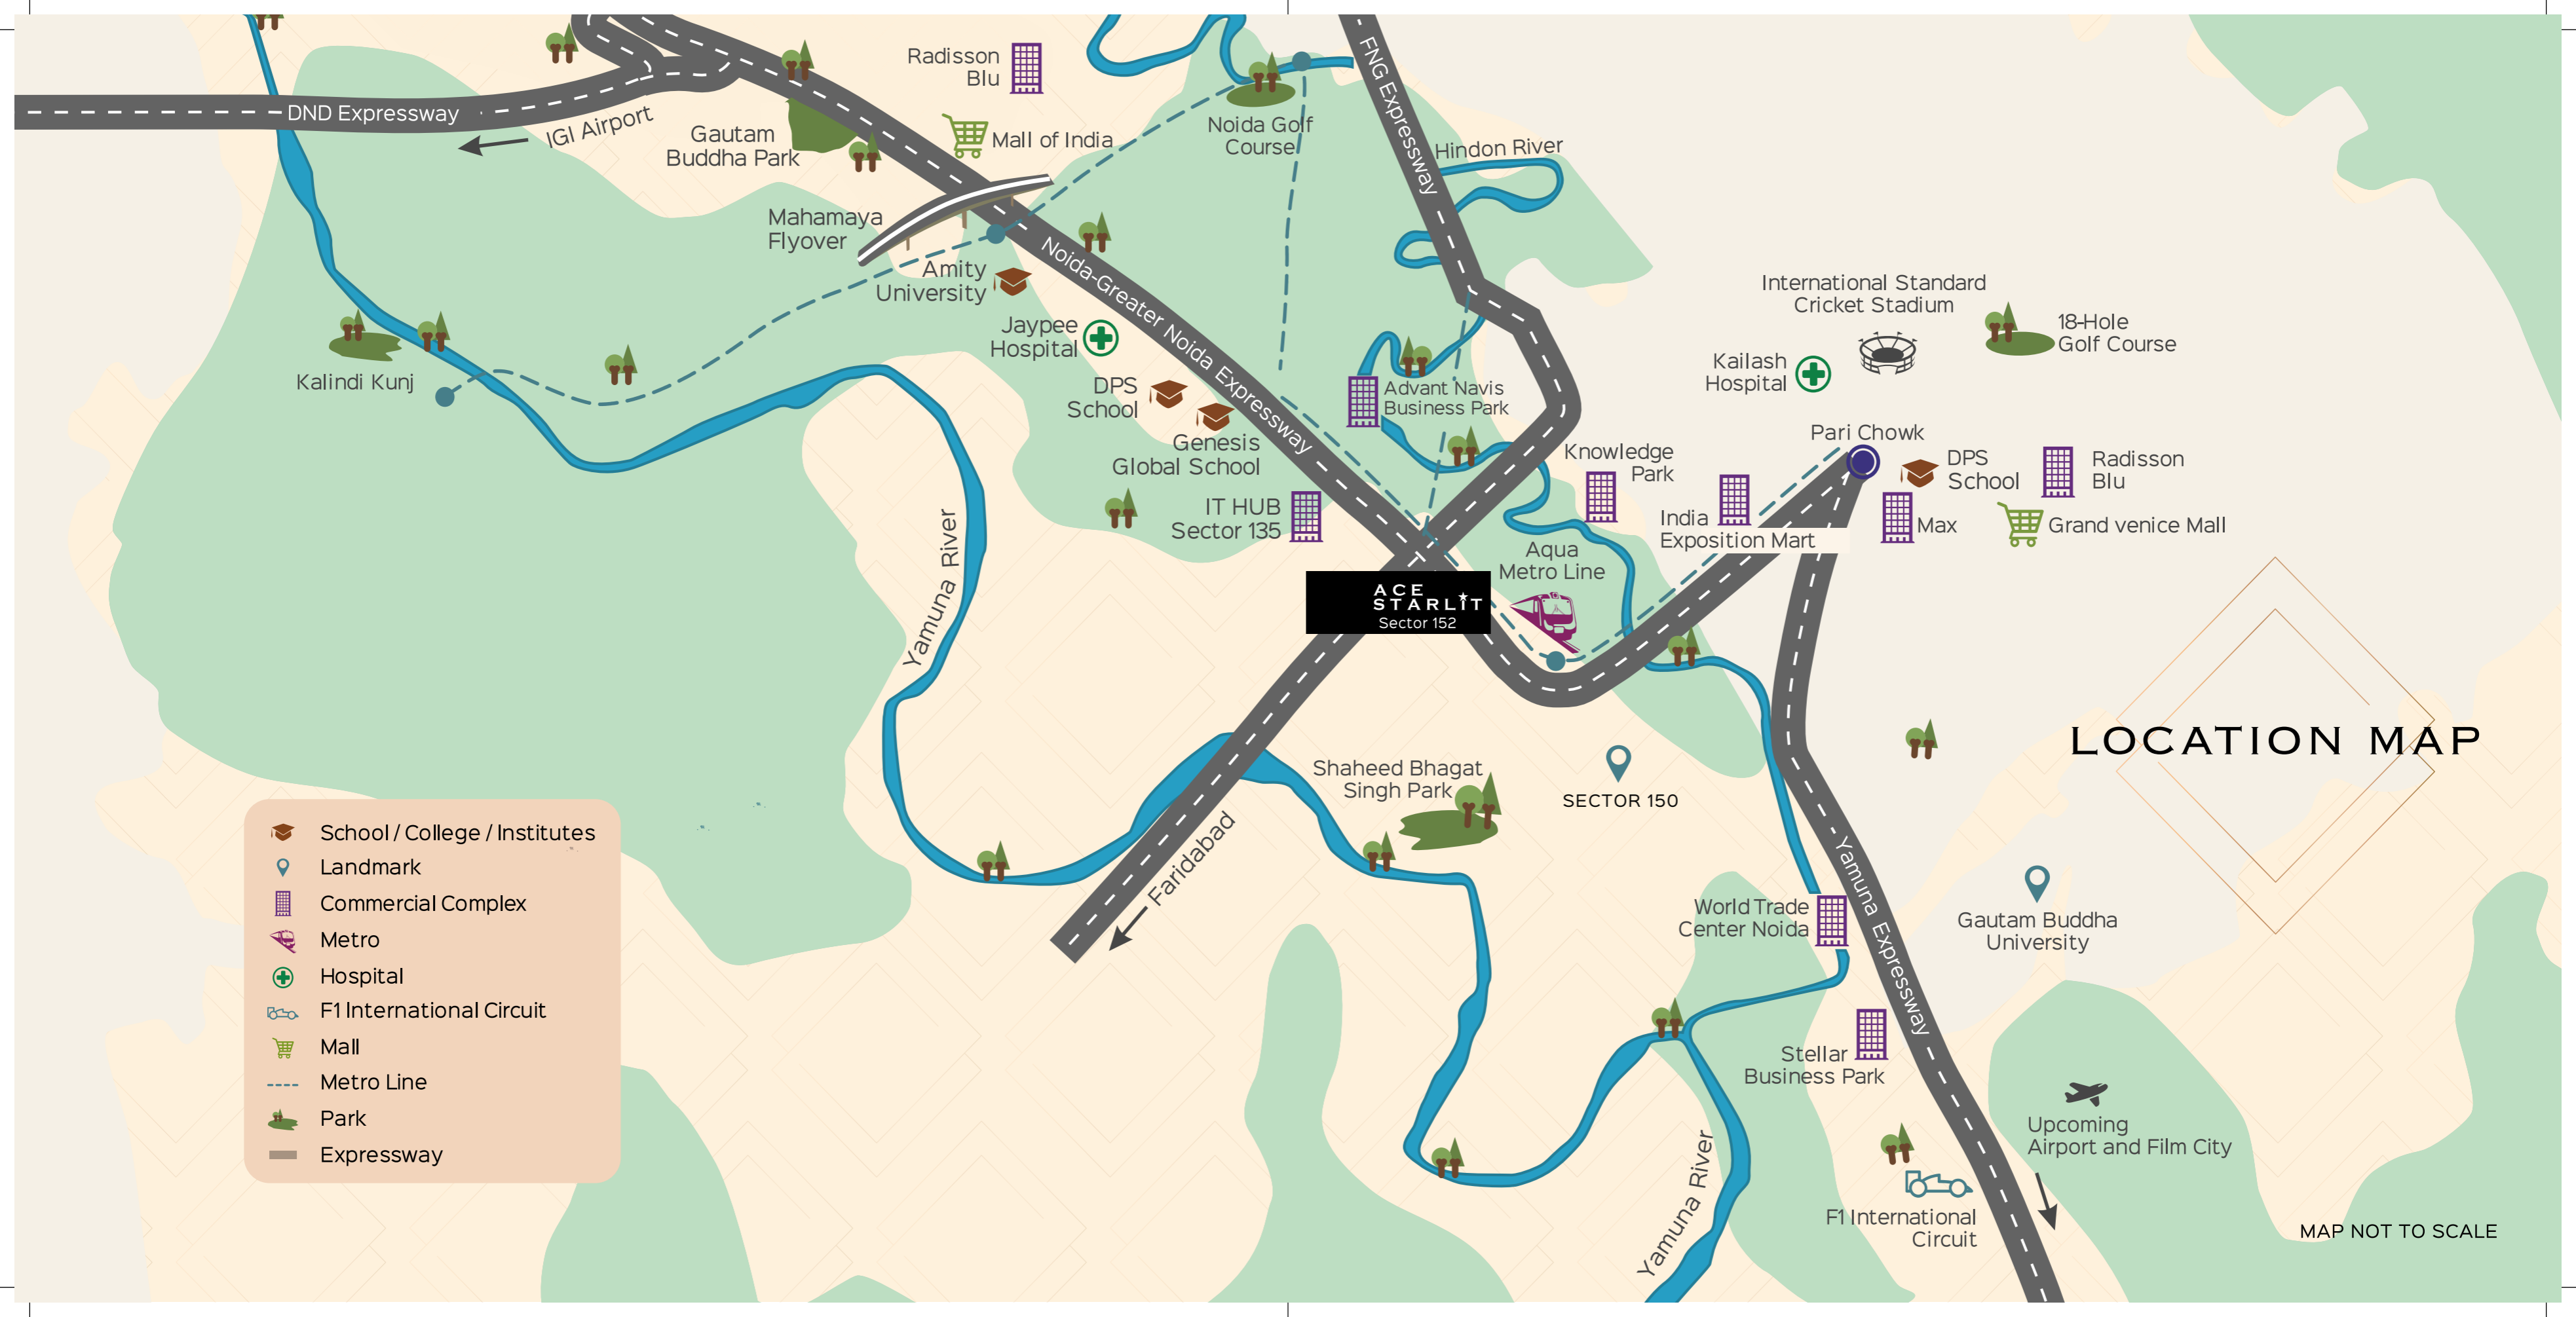 Radisson
Blu
FNG Expressway
DND Expressway
IGI Airport
Gautam
Buddha Park
Mall of India
Noida Golf
Course
Hindon River
Mahamaya
Flyover
Noida-Greater Noida Expressway
Amity
University
International Standard
Cricket Stadium
18-Hole
Golf Course
Jaypee
Hospital
Kailash
Hospital
Kalindi Kunj
DPS
School
Advant Navis
Business Park
Genesis
Global School
Pari Chowk
Knowledge
Park
DPS
School
Radisson
Blu
IT HUB
Sector 135
India
Exposition Mart
Max
Grand venice Mall
Yamuna River
Aqua
Metro Line
ACE
STARLIT
Sector 152
LOCATION MAP
Shaheed Bhagat
Singh Park
SECTOR 150
Faridabad
Yamuna Expressway
School / College / Institutes
Landmark
Commercial Complex
Metro
Hospital
F1 International Circuit
Mall
Metro Line
Park
Expressway
World Trade
Center Noida
Gautam Buddha
University
Stellar
Business Park
Upcoming
Airport and Film City
Yamuna River
F1 International
Circuit
MAP NOT TO SCALE